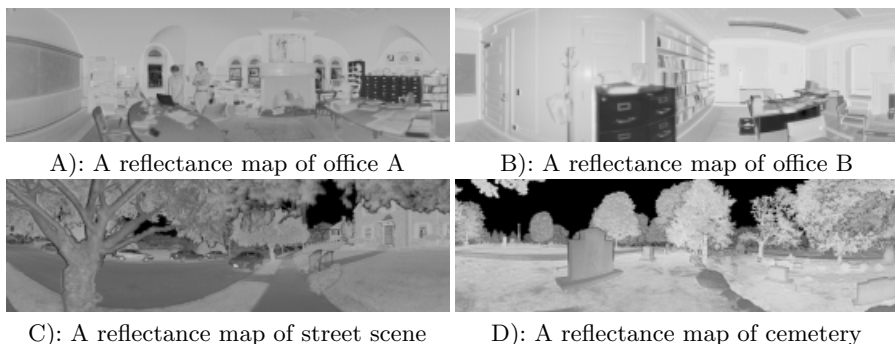 A): A reflectance map of office A
B): A reflectance map of office B
C): A reflectance map of street scene
D): A reflectance map of cemetery